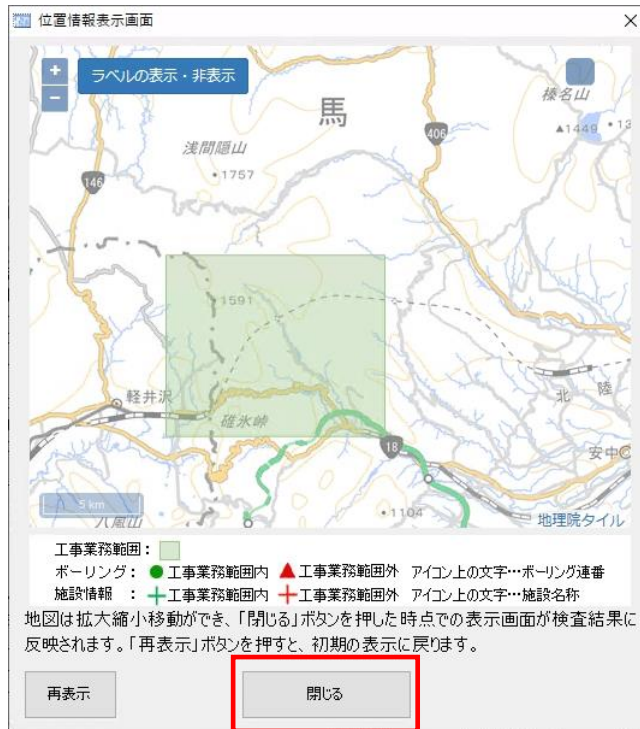 位置情報表示画面
+
−
ラベルの表示・非表示
榛名山
馬
406
1449
浅間隠山
1757
146
1591
軽井沢
碓氷峠
北陸
18
安中
5 km
八風山
1104
地理院タイル
工事業務範囲：
ボーリング： 工事業務範囲内 工事業務範囲外 アイコン上の文字…ボーリング連番
施設情報 ： 工事業務範囲内 工事業務範囲外 アイコン上の文字…施設名称
地図は拡大縮小移動ができ、「閉じる」ボタンを押した時点での表示画面が検査結果に
反映されます。「再表示」ボタンを押すと、初期の表示に戻ります。
再表示
閉じる